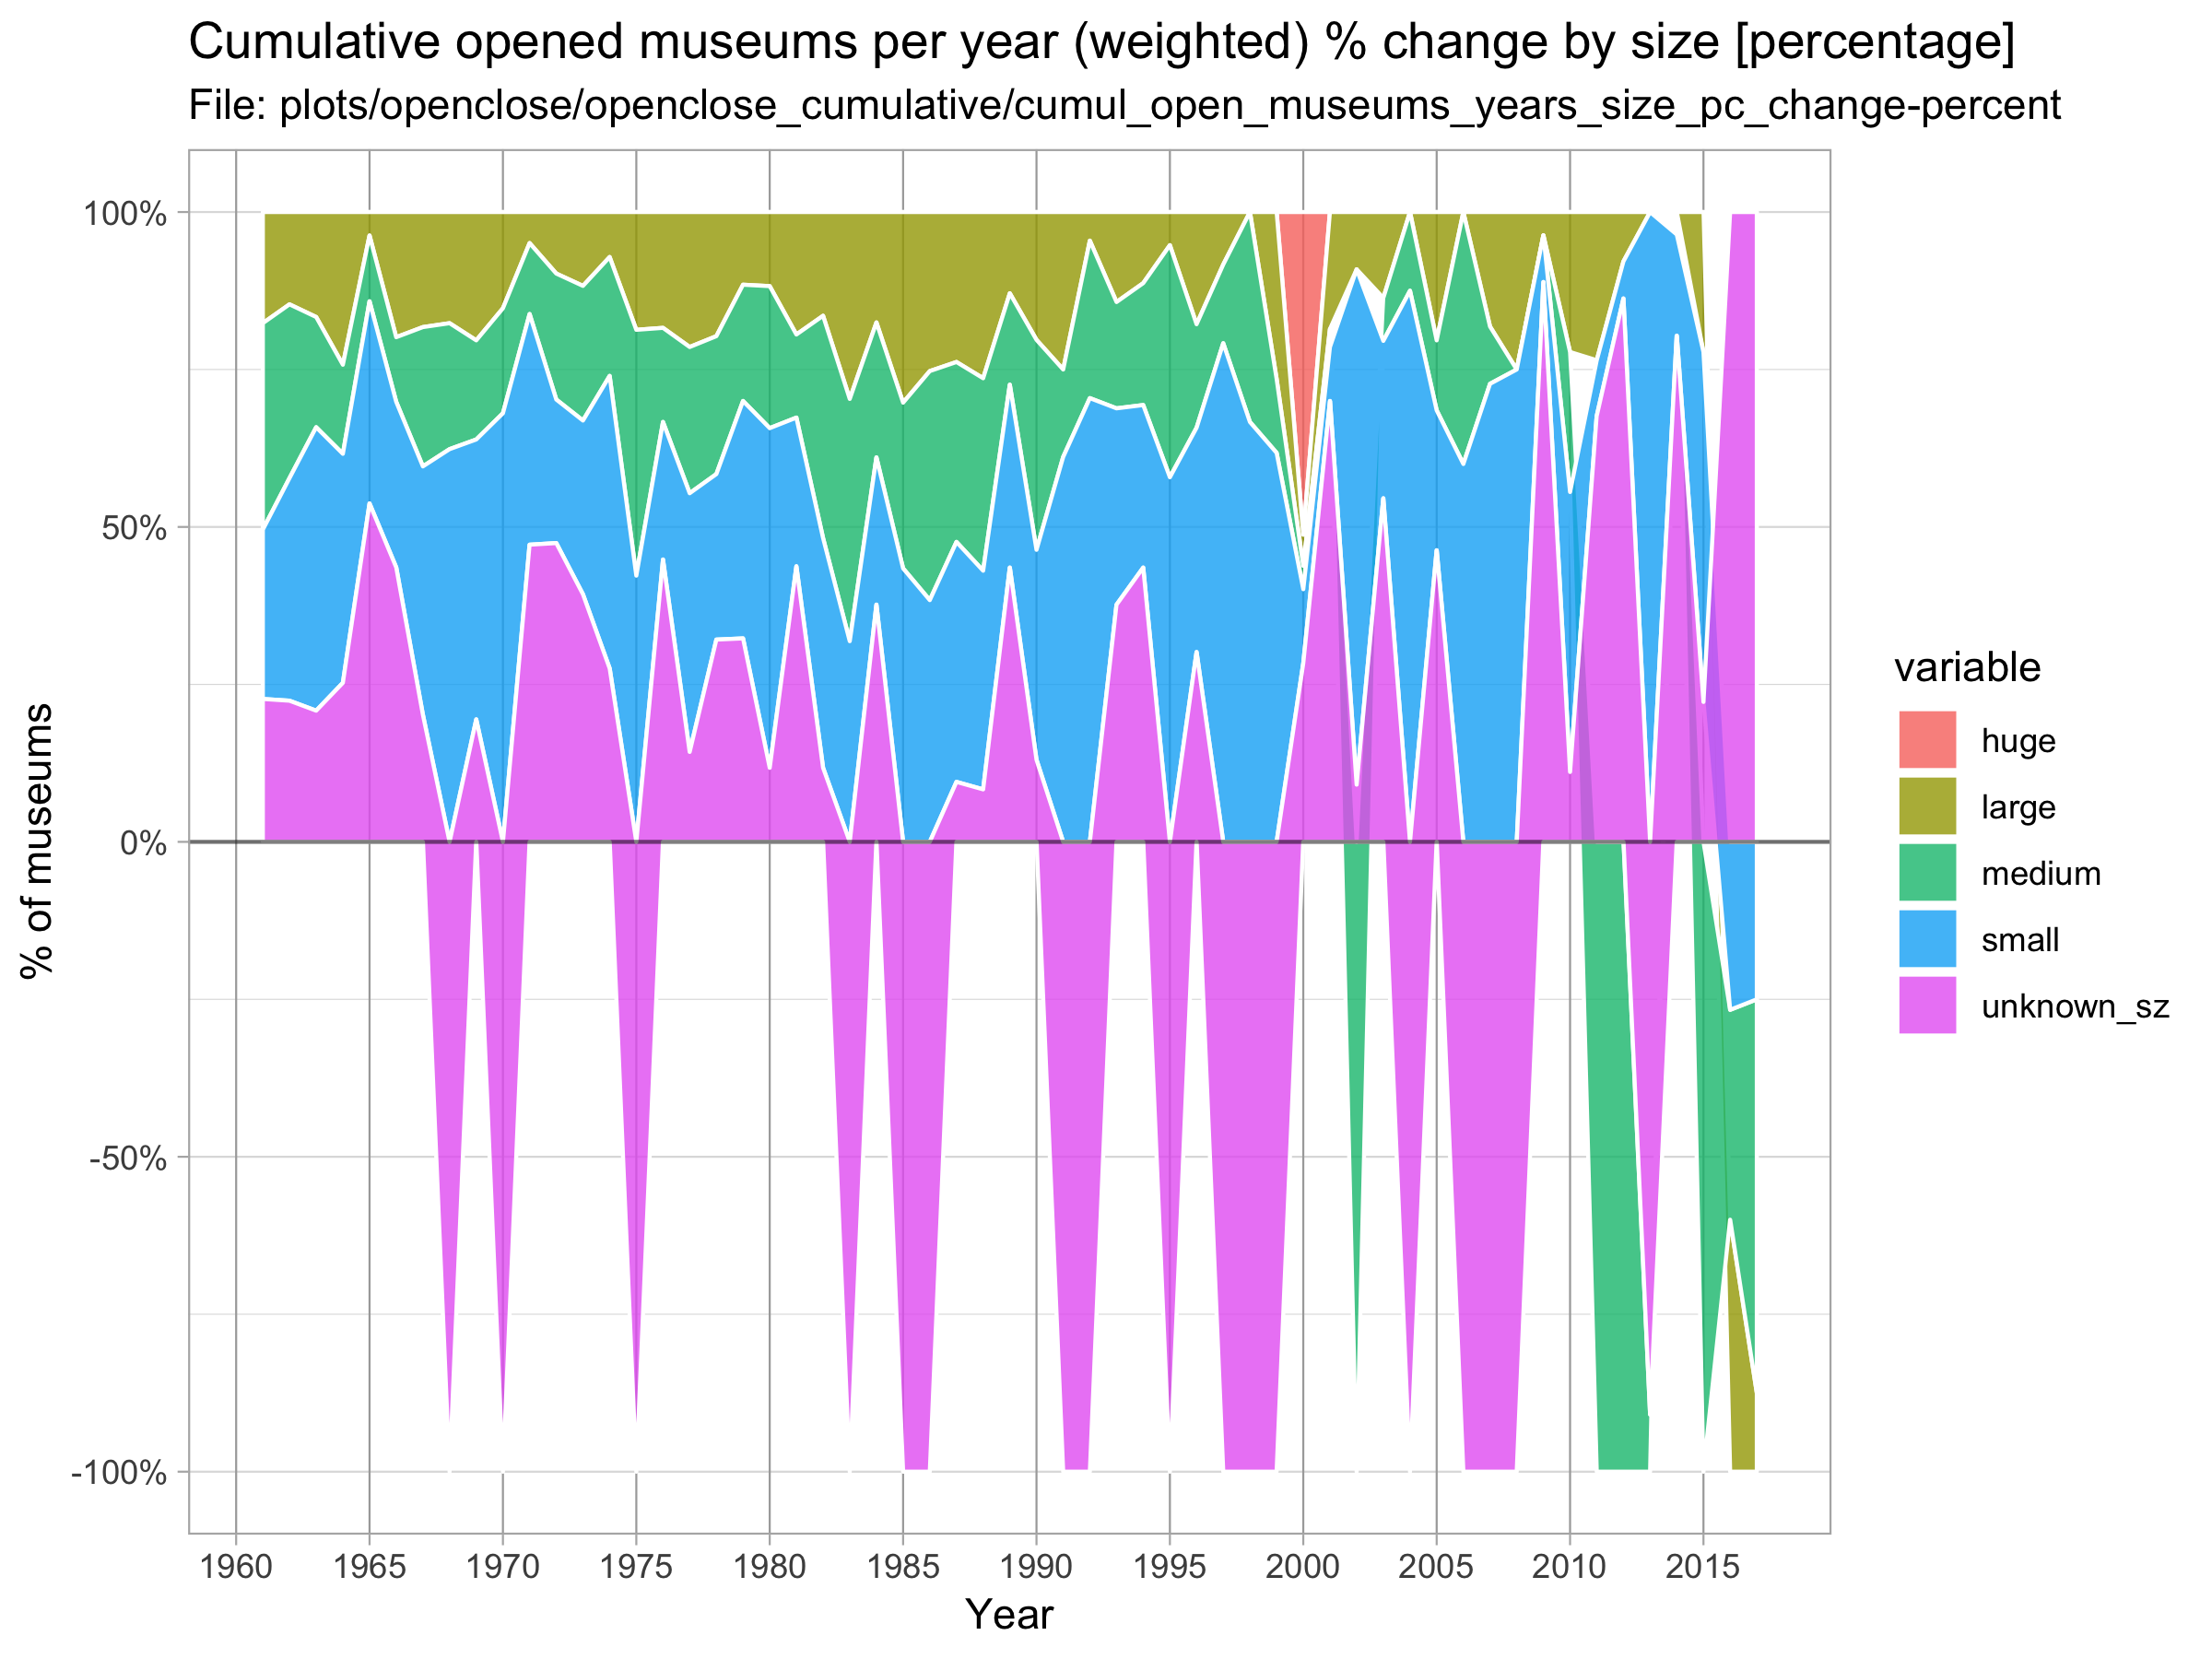 Cumulative opened museums per year (weighted) % change by size [percentage]
File: plots/openclose/openclose_cumulative/cumul_open_museums_years_size_pc_change-percent
100%
50%
0%
-50%
-100%
% of museums
1960 1965 1970 1975 1980 1985 1990 1995 2000 2005 2010 2015
Year
variable
huge
large
medium
small
unknown_sz